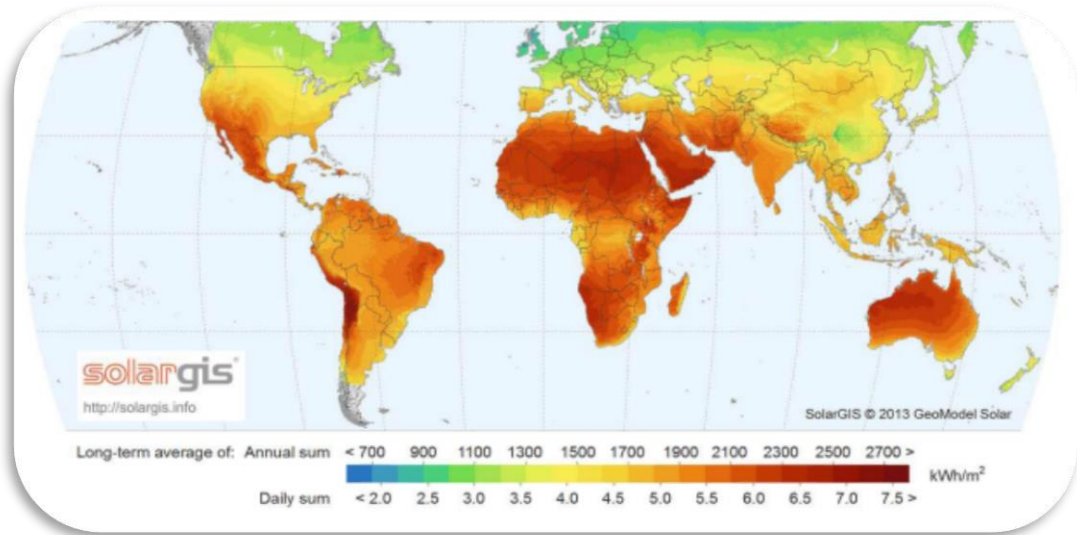 solargis
http://solargis.info
SolarGIS © 2013 GeoModel Solar
Long-term average of: Annual sum < 700 900 1100 1300 1500 1700 1900 2100 2300 2500 2700 >
kWh/m²
Daily sum < 2.0 2.5 3.0 3.5 4.0 4.5 5.0 5.5 6.0 6.5 7.0 7.5 >